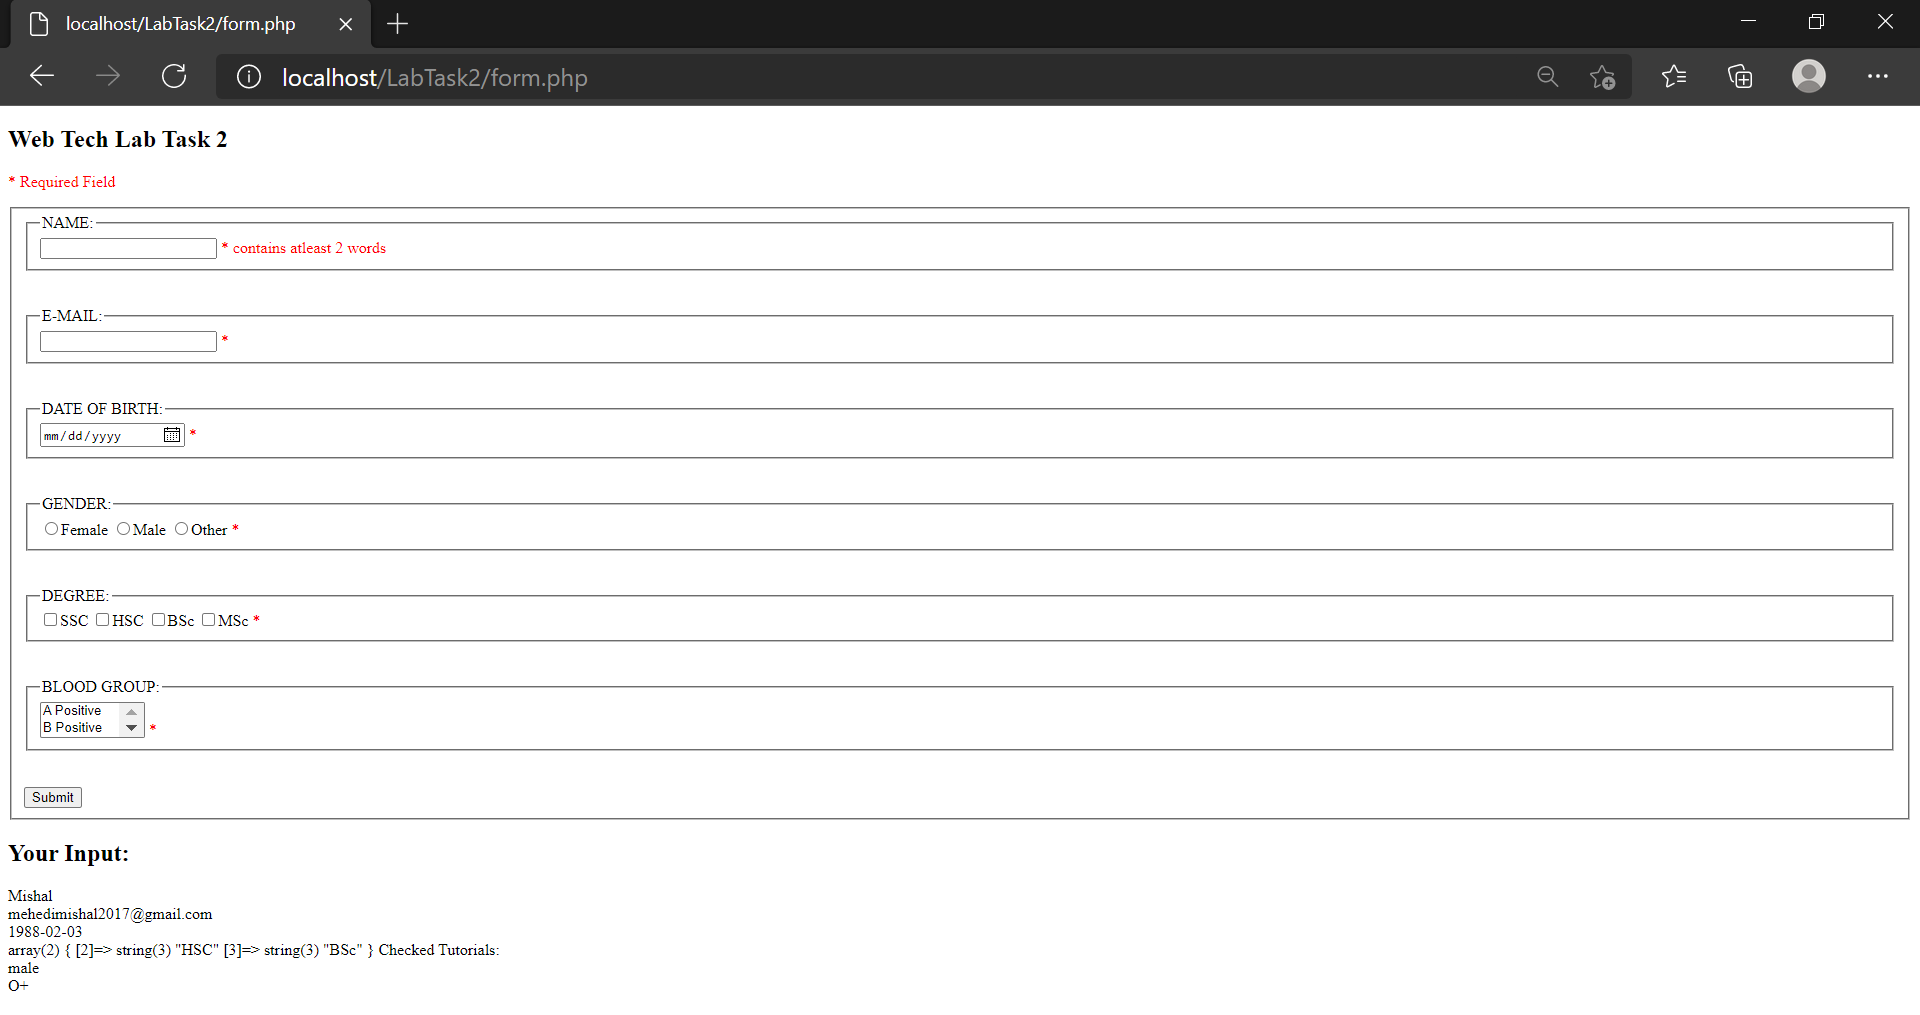 localhost/LabTask2/form.php
localhost/LabTask2/form.php
Web Tech Lab Task 2
* Required Field
NAME:
* contains atleast 2 words
E-MAIL:
*
DATE OF BIRTH:
mm/dd/yyyy *
GENDER:
Female Male Other *
DEGREE:
SSC HSC BSc MSc *
BLOOD GROUP:
A Positive
B Positive *
Submit
Your Input:
Mishal
mehedimishal2017@gmail.com
1988-02-03
array(2) { [2]=> string(3) "HSC" [3]=> string(3) "BSc" } Checked Tutorials:
male
O+